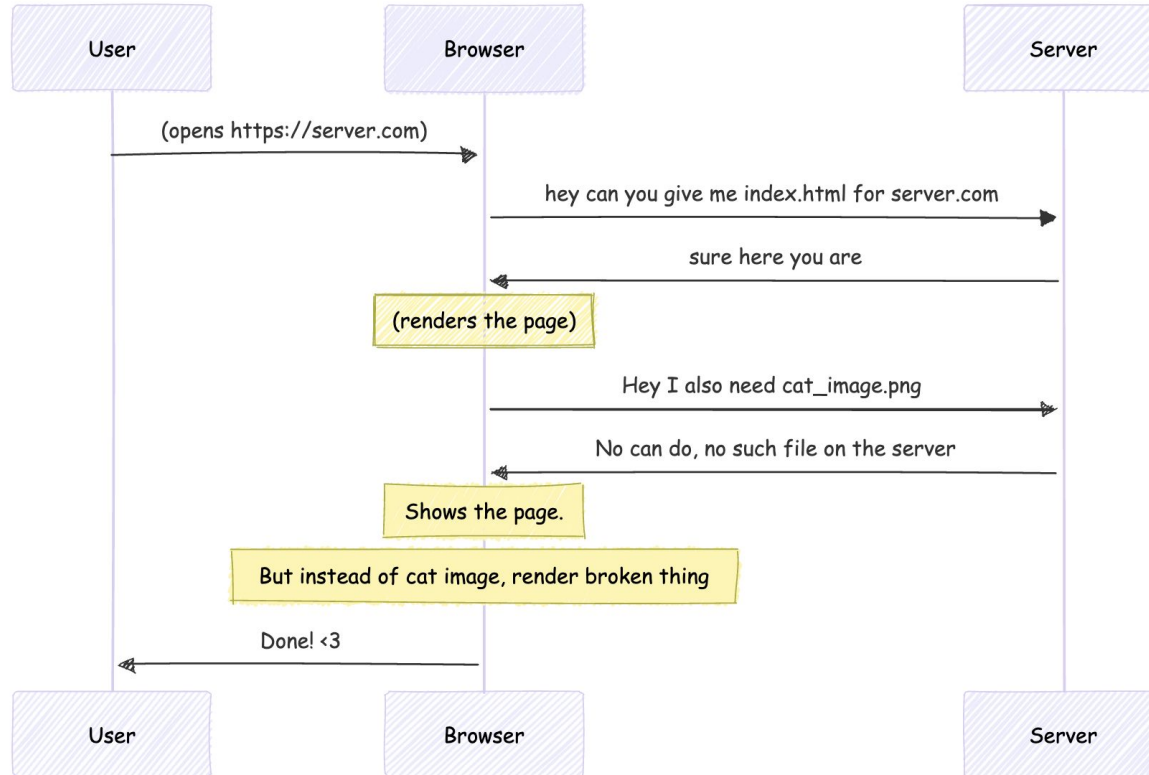 User
Browser
Server
(opens https://server.com)
hey can you give me index.html for server.com
sure here you are
(renders the page)
Hey I also need cat_image.png
No can do, no such file on the server
Shows the page.
But instead of cat image, render broken thing
Done! <3
User
Browser
Server